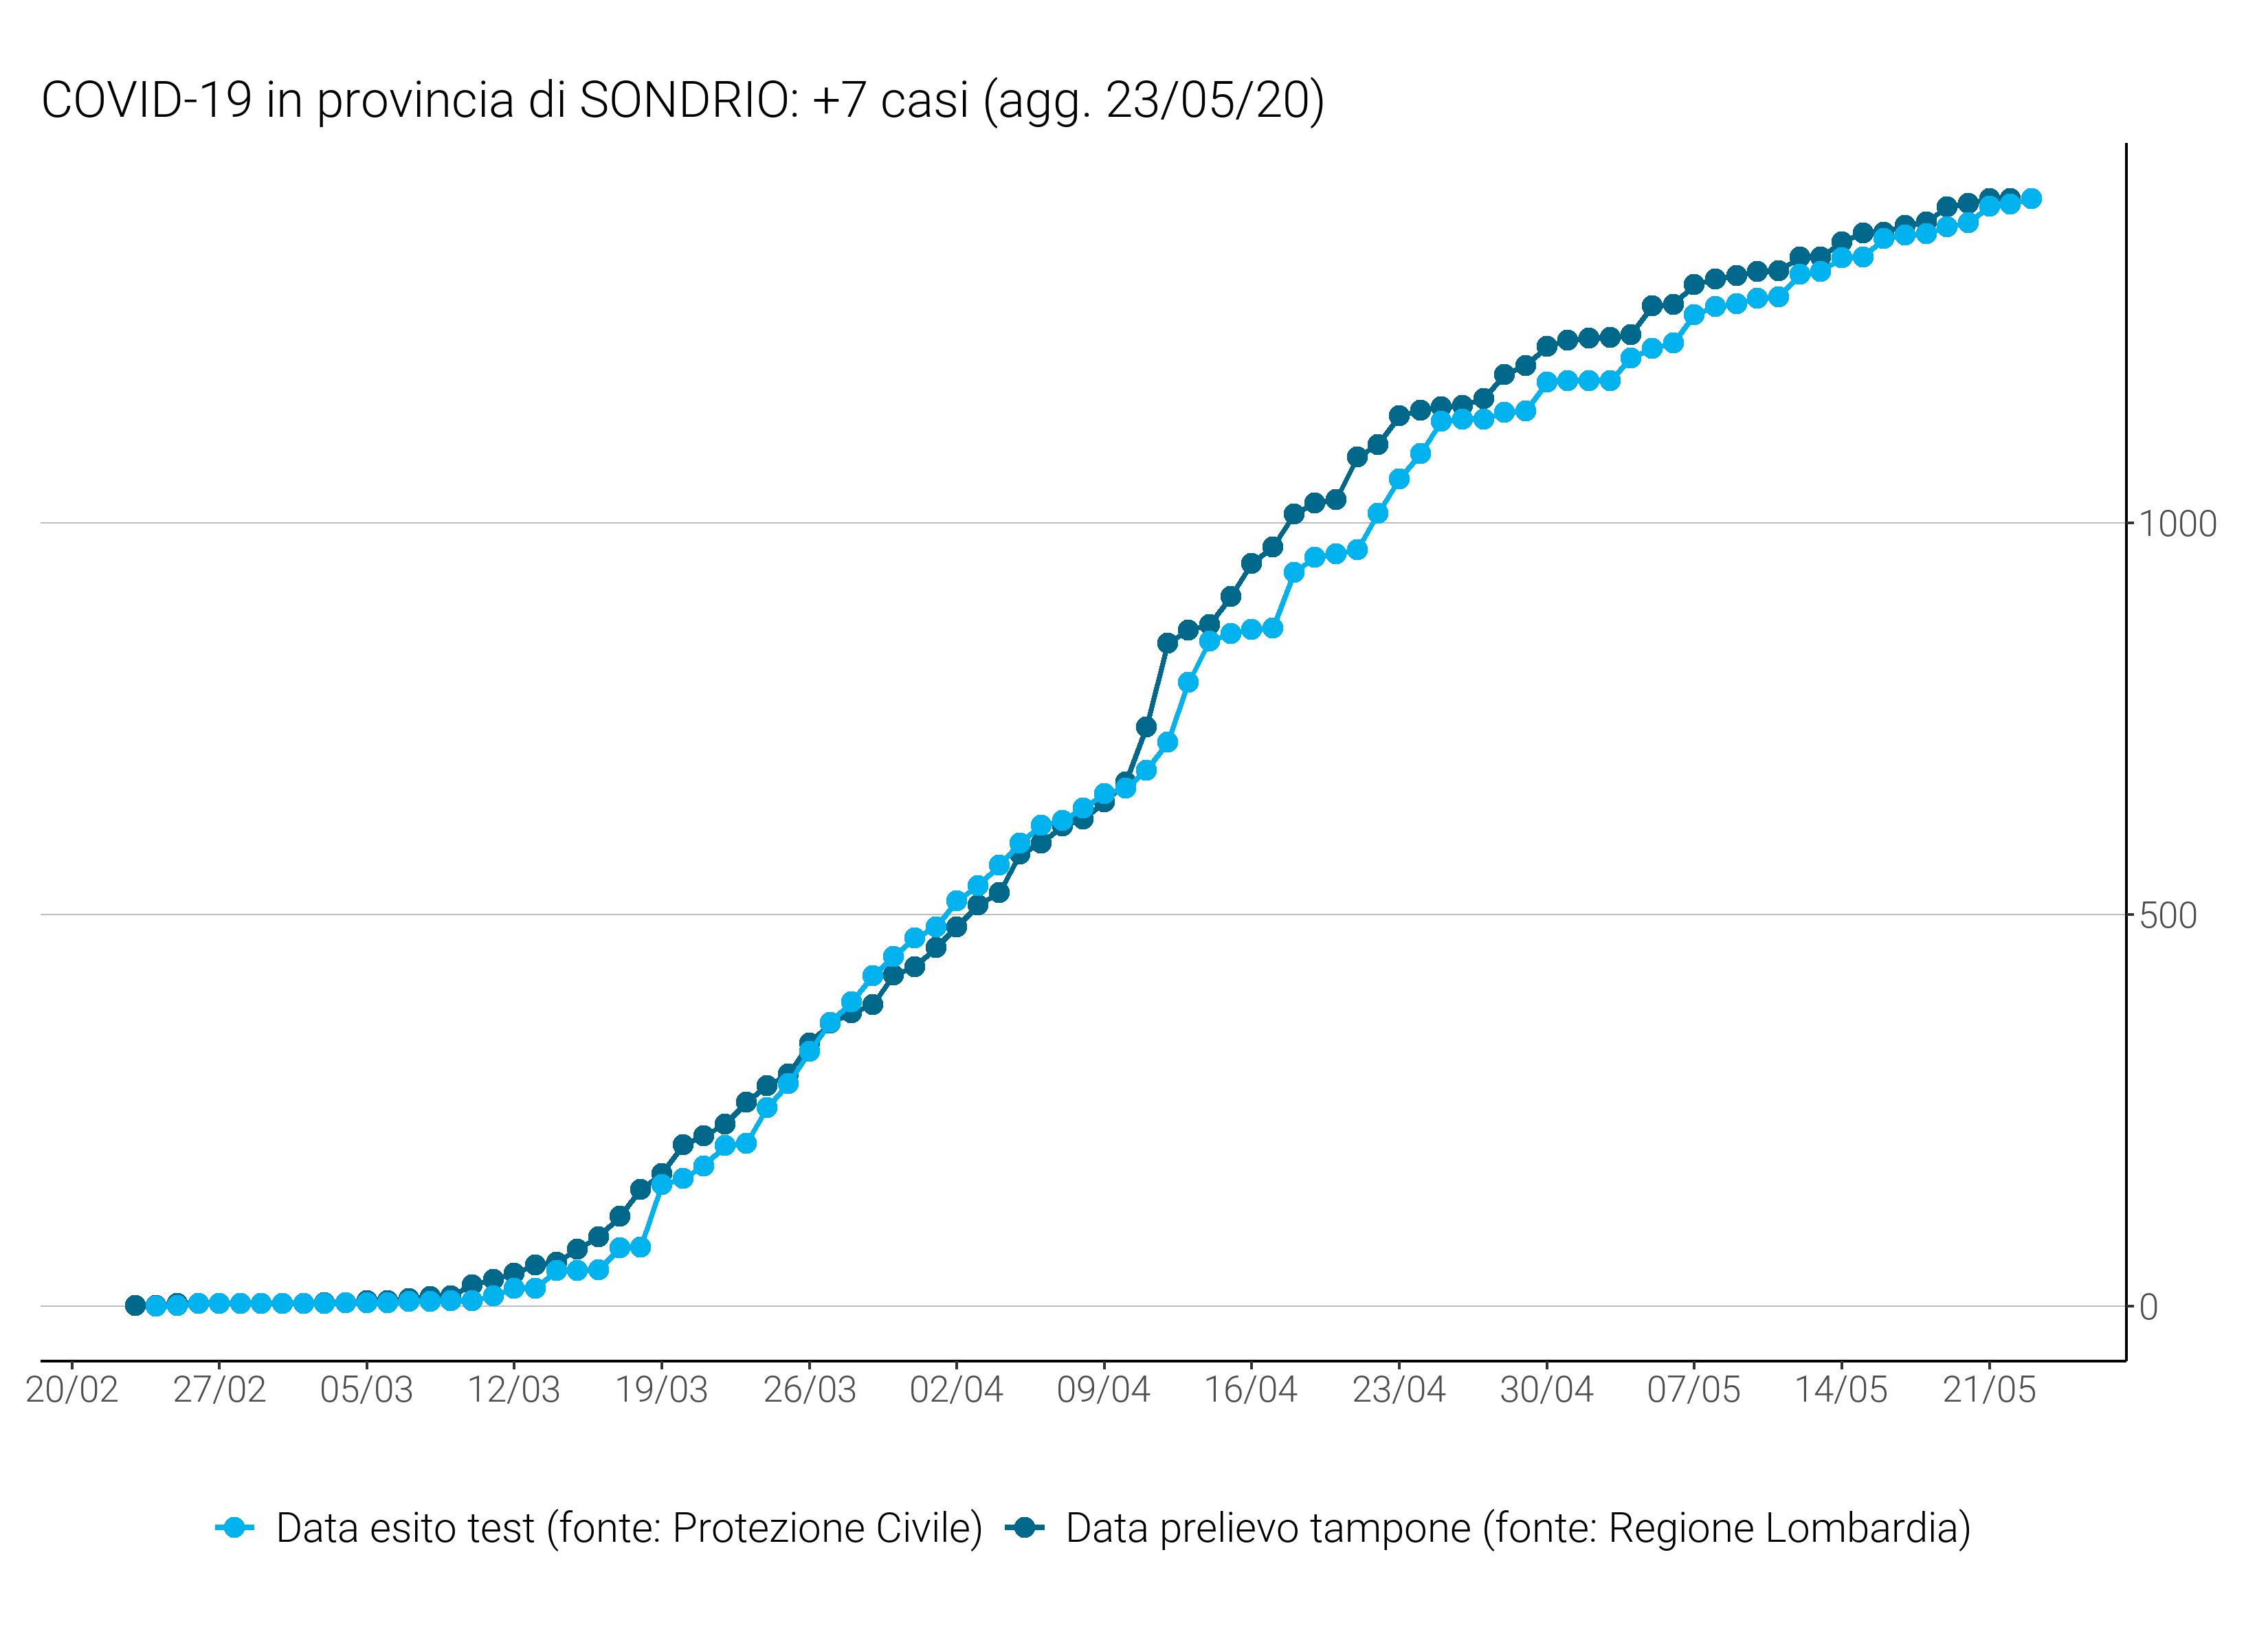 COVID-19 in provincia di SONDRIO: +7 casi (agg. 23/05/20)
1000
500
0
20/02 27/02 05/03 12/03 19/03 26/03 02/04 09/04 16/04 23/04 30/04 07/05 14/05 21/05
Data esito test (fonte: Protezione Civile) Data prelievo tampone (fonte: Regione Lombardia)